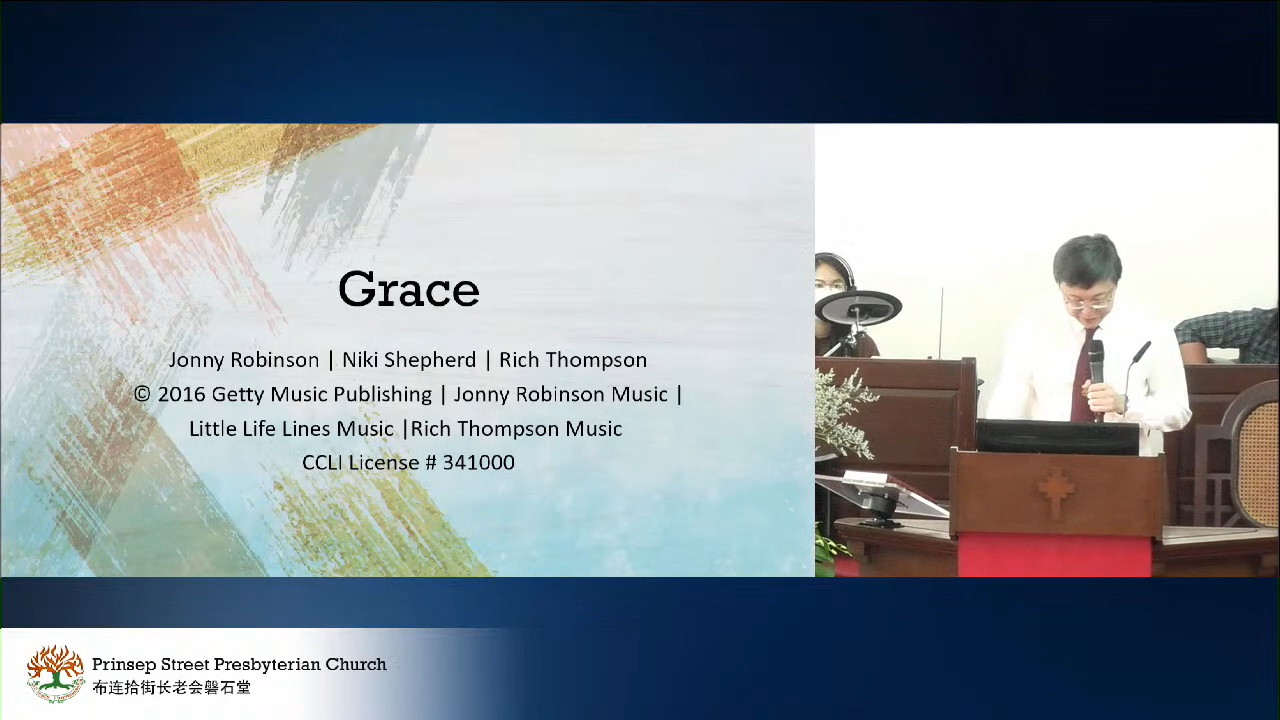 Grace
Jonny Robinson | Niki Shepherd | Rich Thompson
© 2016 Getty Music Publishing | Jonny Robinson Music |
Little Life Lines Music |Rich Thompson Music
CCLI License # 341000
Prinsep Street Presbyterian Church
布连拾街长老会磐石堂